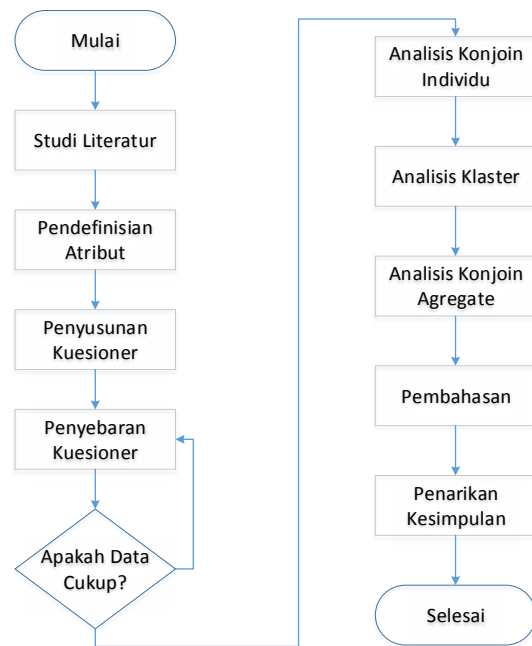 Mulai
Studi Literatur
Pendefinisian
Atribut
Penyusunan
Kuesioner
Penyebaran
Kuesioner
Apakah Data
Cukup?
Analisis Konjoin
Individu
Analisis Klaster
Analisis Konjoin
Agregate
Pembahasan
Penarikan
Kesimpulan
Selesai